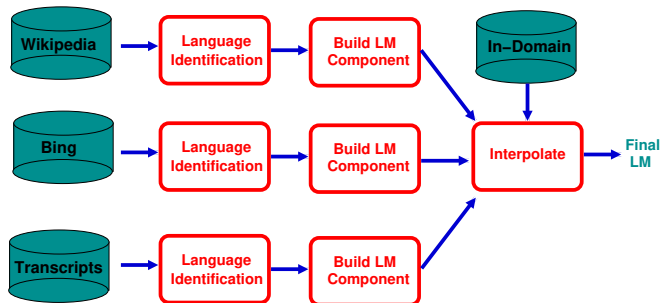 Wikipedia
Language
Identification
Build LM
Component
In-Domain
Bing
Language
Identification
Build LM
Component
Interpolate
Final
LM
Transcripts
Language
Identification
Build LM
Component